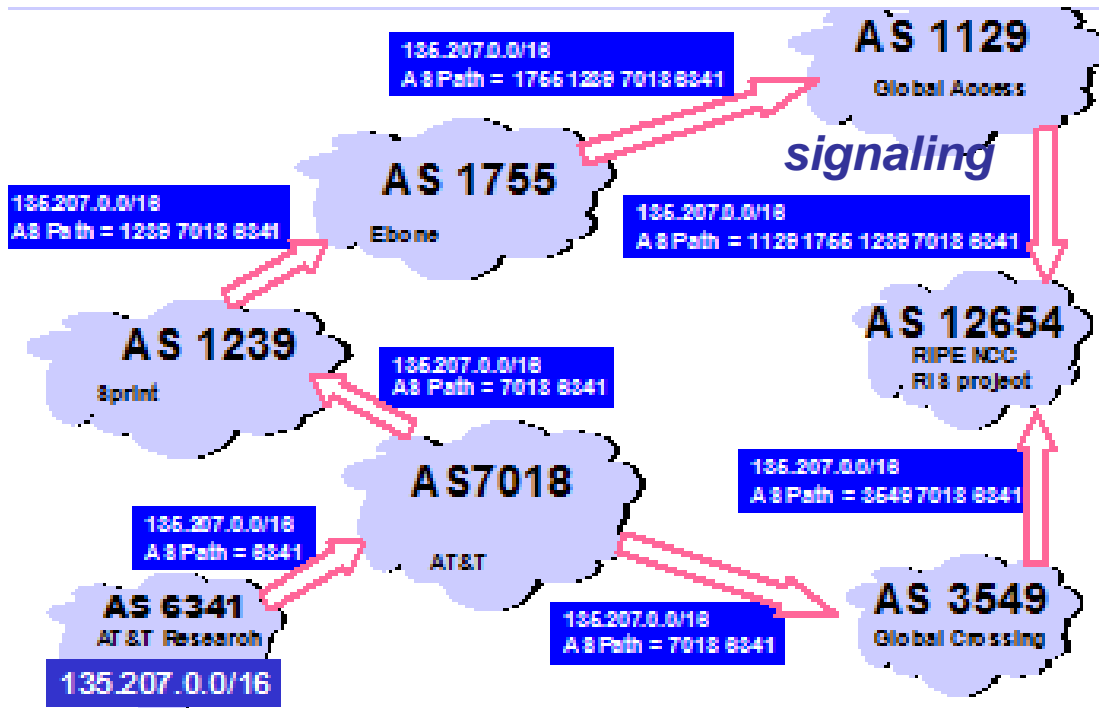 135.207.0.0/16
AS Path = 1755 1239 7018 6341
AS 1129
Global Access
signaling
AS 1755
Ebone
135.207.0.0/16
AS Path = 1239 7018 6341
135.207.0.0/16
AS Path = 1129 1755 1239 7018 6341
AS 1239
Sprint
AS 12654
RIPE NCC
RIS project
135.207.0.0/16
AS Path = 7018 6341
AS7018
AT&T
135.207.0.0/16
AS Path = 3549 7018 6341
135.207.0.0/16
AS Path = 6341
AS 6341
AT&T Research
135.207.0.0/16
135.207.0.0/16
AS Path = 7018 6341
AS 3549
Global Crossing